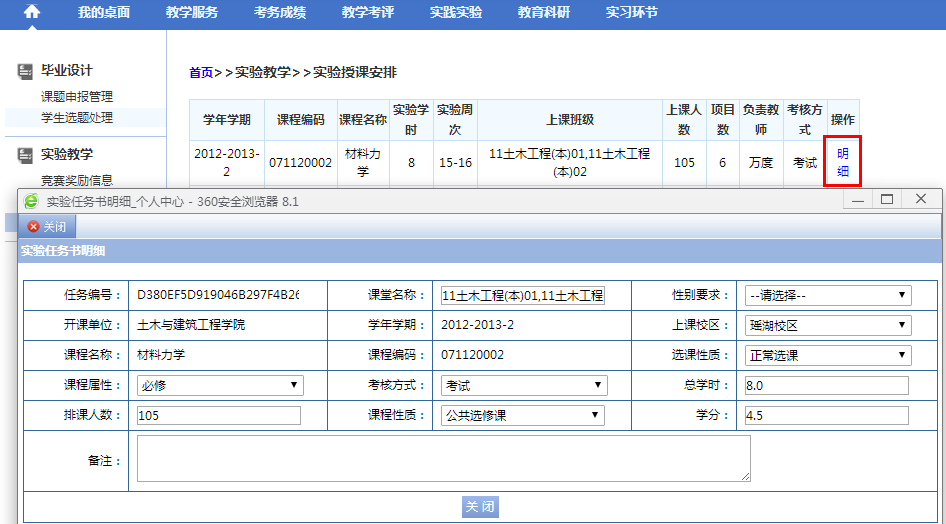 我的桌面 教学服务 考务成绩 教学考评 实践实验 教育科研 实习环节
毕业设计
课题申报管理
学生选题处理
实验教学
竞赛奖励信息
首页>>实验教学>>实验授课安排
学年学期 课程编码 课程名称 实验学时 实验周次 上课班级 上课人数 项目数 负责教师 考核方式 操作
2012-2013-2 071120002 材料力学 8 15-16 11土木工程(本)01,11土木工程(本)02 105 6 万度 考试 明细
实验任务书明细_个人中心 - 360安全浏览器 8.1
关闭
实验任务书明细
任务编号： D380EF5D919046B297F4B26 课堂名称： 11土木工程(本)01,11土木工程 性别要求： --请选择--
开课单位： 土木与建筑工程学院 学年学期： 2012-2013-2 上课校区： 瑶湖校区
课程名称： 材料力学 课程编码： 071120002 选课性质： 正常选课
课程属性： 必修 考核方式： 考试 总学时： 8.0
排课人数： 105 课程性质： 公共选修课 学分： 4.5
备注：
关 闭